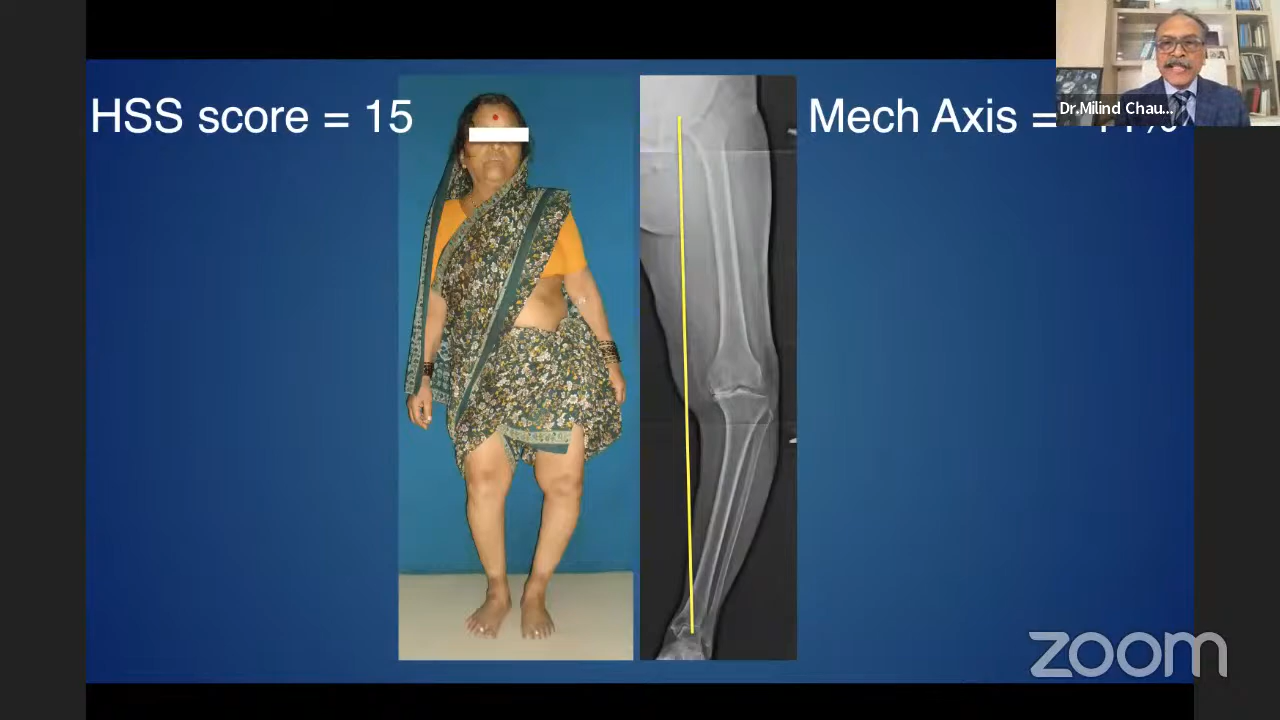 HSS score = 15
Mech Axis =
Dr.Milind Chau...
zoom